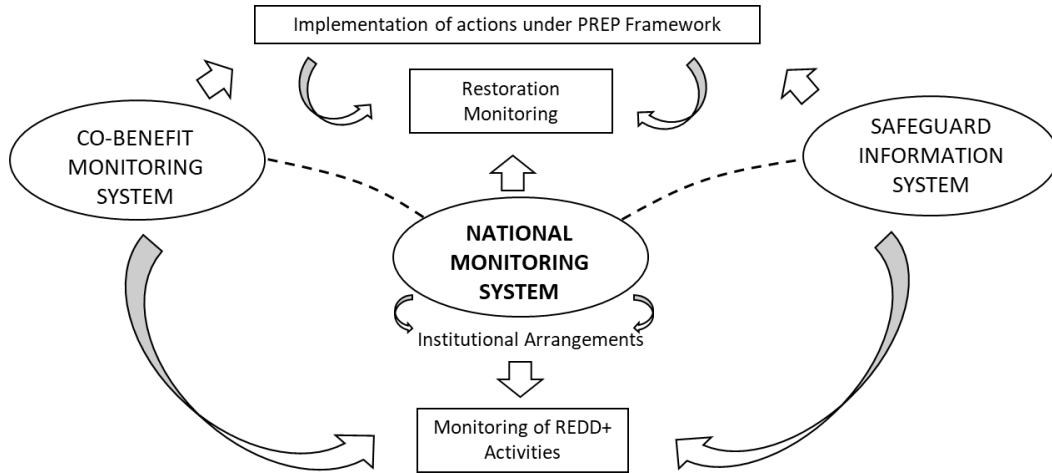 Implementation of actions under PREP Framework
Restoration
Monitoring
CO-BENEFIT
MONITORING
SYSTEM
SAFEGUARD
INFORMATION
SYSTEM
NATIONAL
MONITORING
SYSTEM
Institutional Arrangements
Monitoring of REDD+
Activities